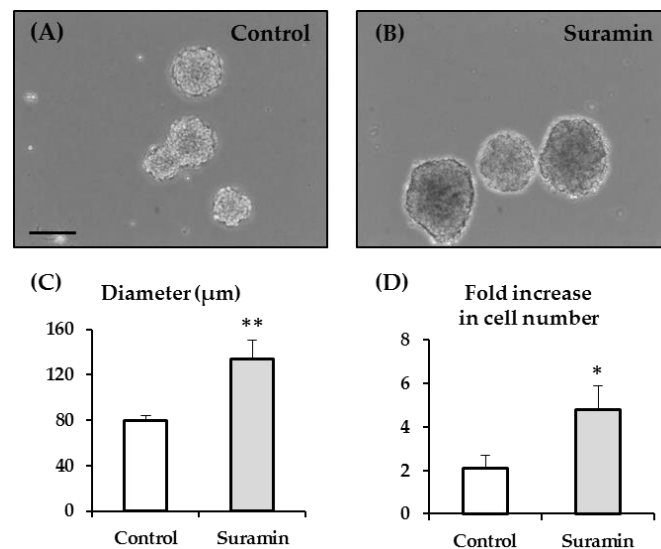 (A) Control
(B) Suramin
(C)
Diameter (µm)
160
120
80
40
0
**
Control Suramin
(D)
Fold increase
in cell number
8
6
4
2
0
*
Control Suramin